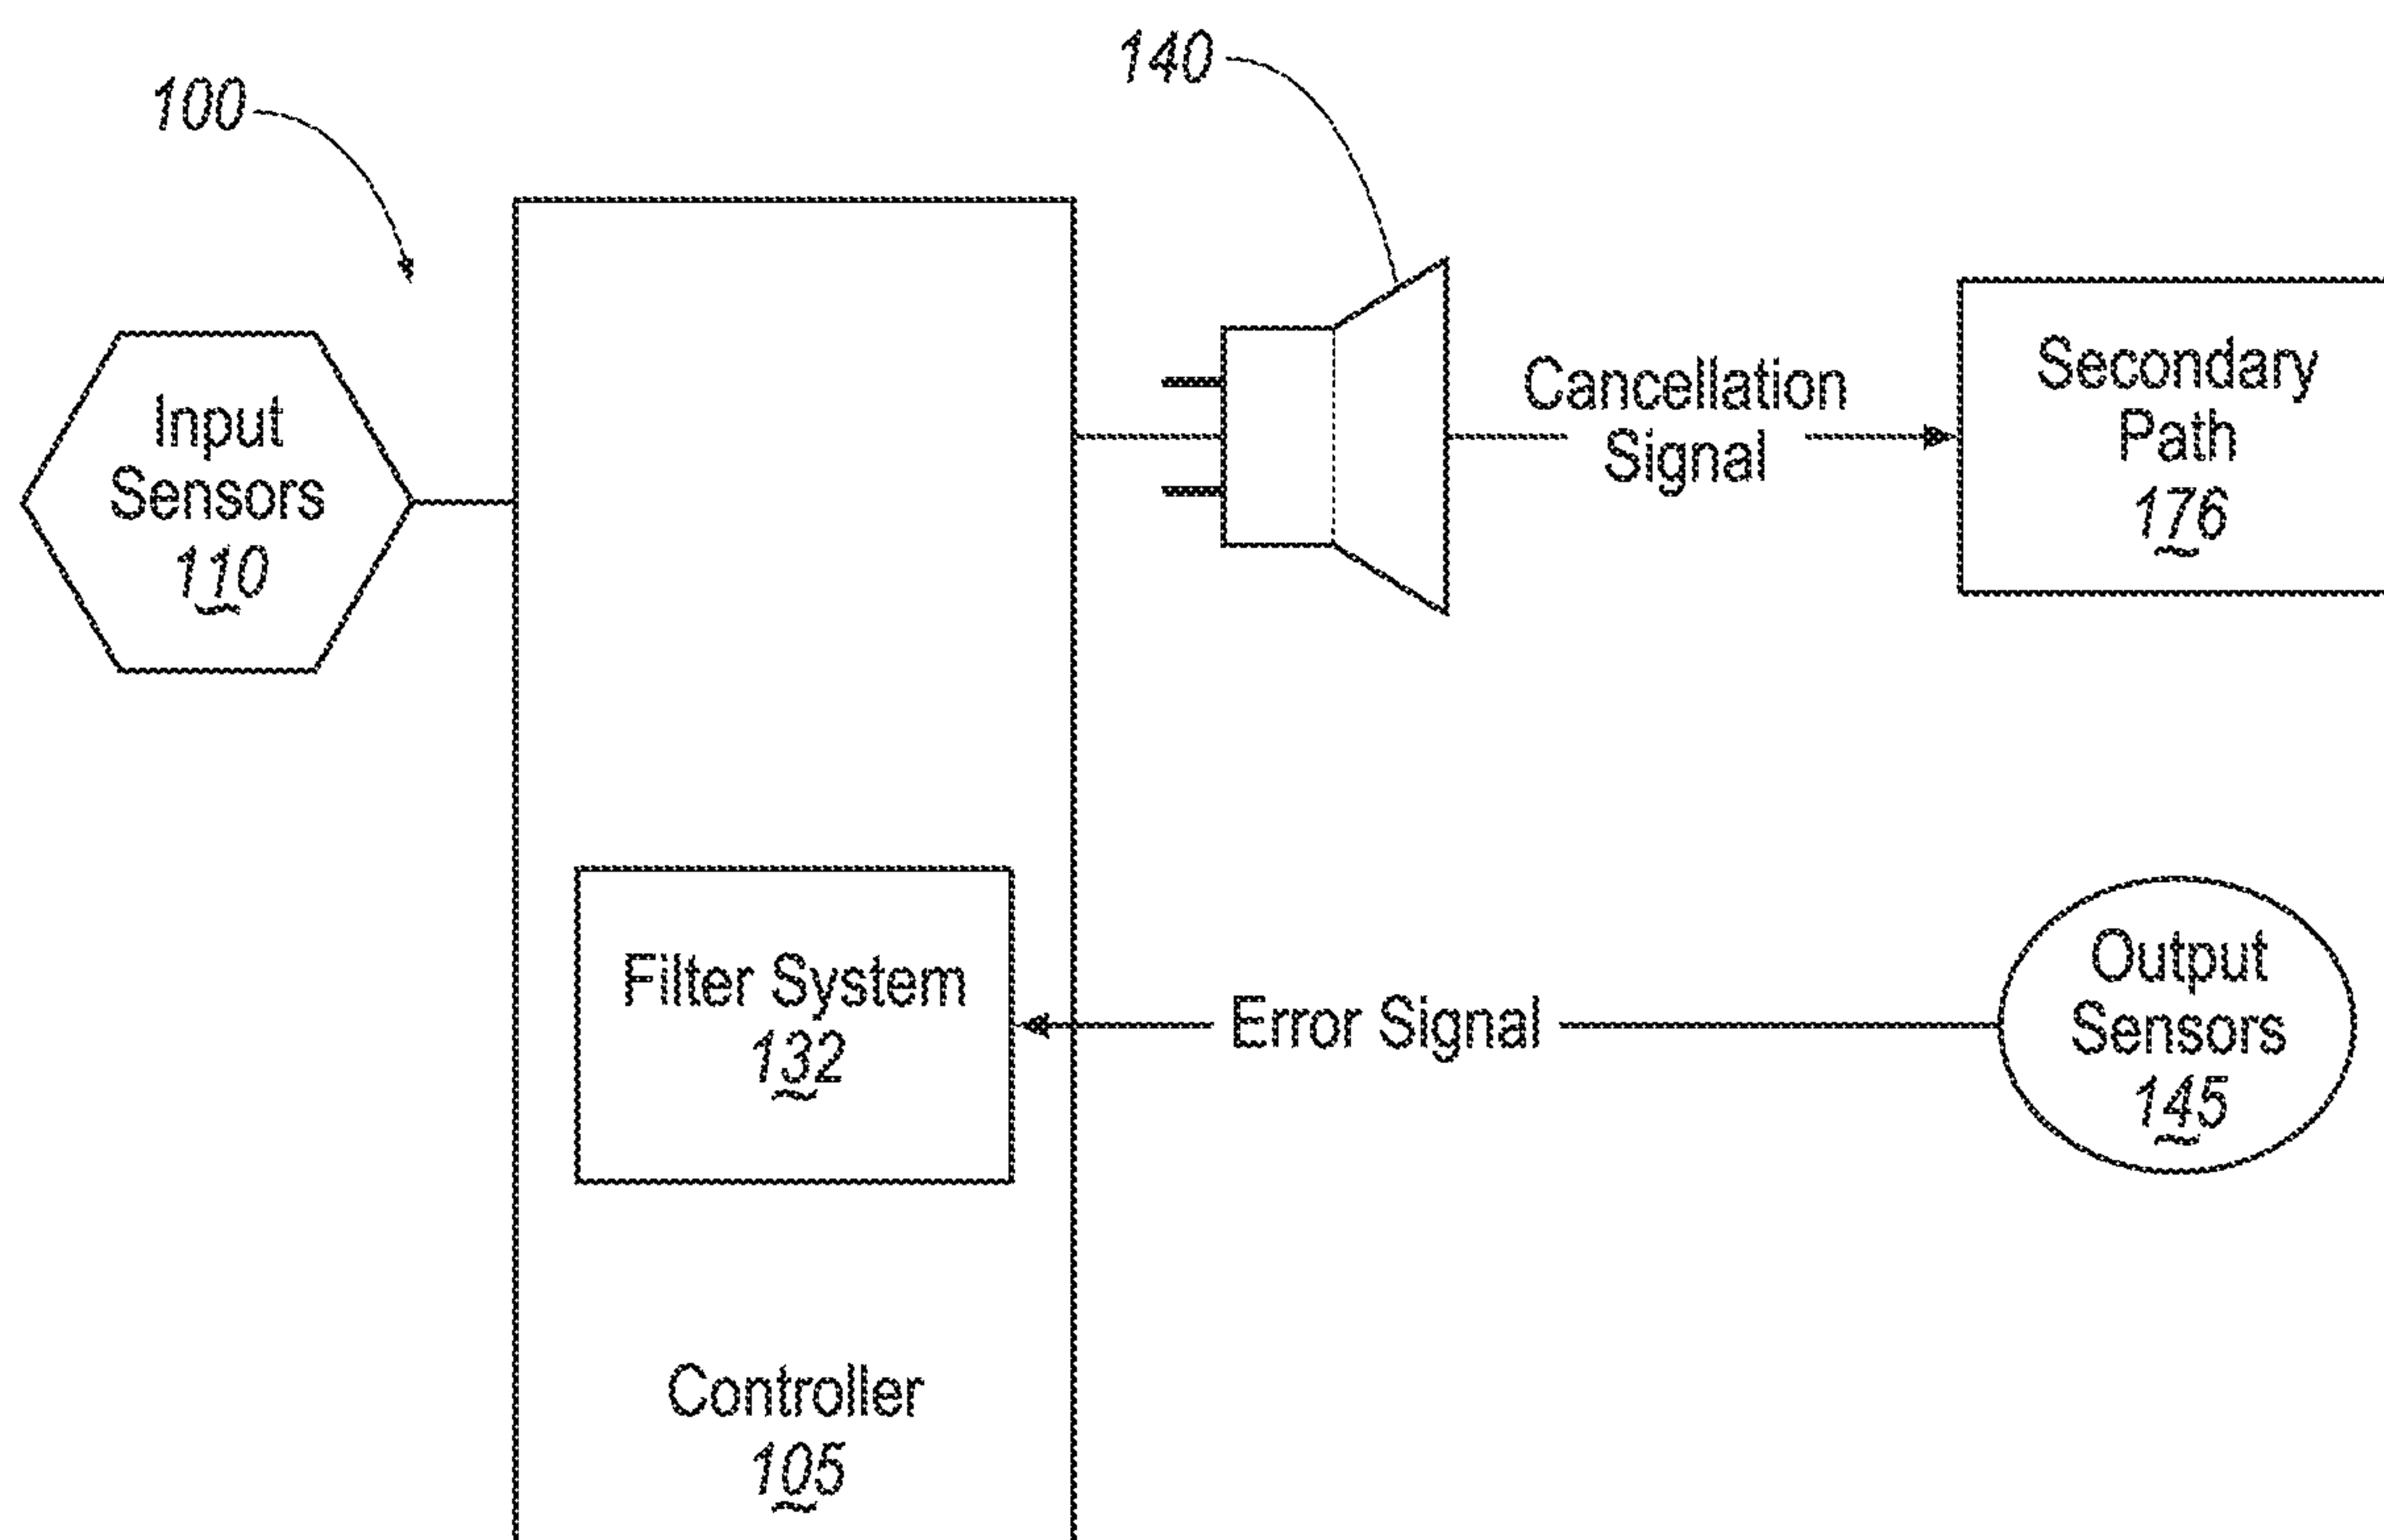 140
100
Input
Sensors
110
Cancellation
Signal
Secondary
Path
176
Filter System
132
Error Signal
Output
Sensors
145
Controller
105